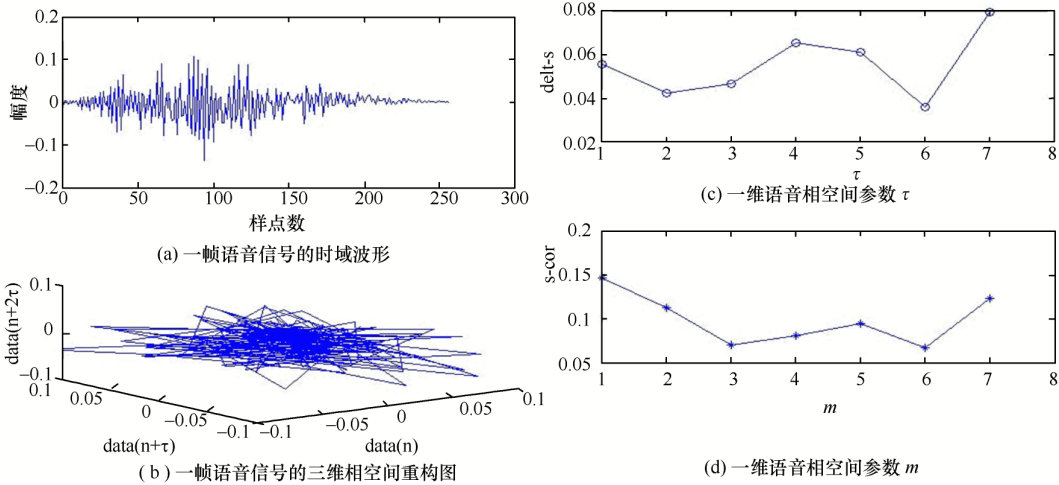 0.2
0.1
0
−0.1
−0.2
幅度
0 50 100 150 200 250 300
样点数
(a) 一帧语音信号的时域波形
0.1
0
−0.1
data(n+2τ)
0.1 0.05 0 −0.05 −0.1
data(n+τ)
−0.1 −0.05 0 0.05 0.1
data(n)
( b ) 一帧语音信号的三维相空间重构图
0.08
0.06
0.04
0.02
delt-s
1 2 3 4 5 6 7 8
τ
(c) 一维语音相空间参数 τ
0.20
0.15
0.1
0.05
s-cor
1 2 3 4 5 6 7 8
m
(d) 一维语音相空间参数 m